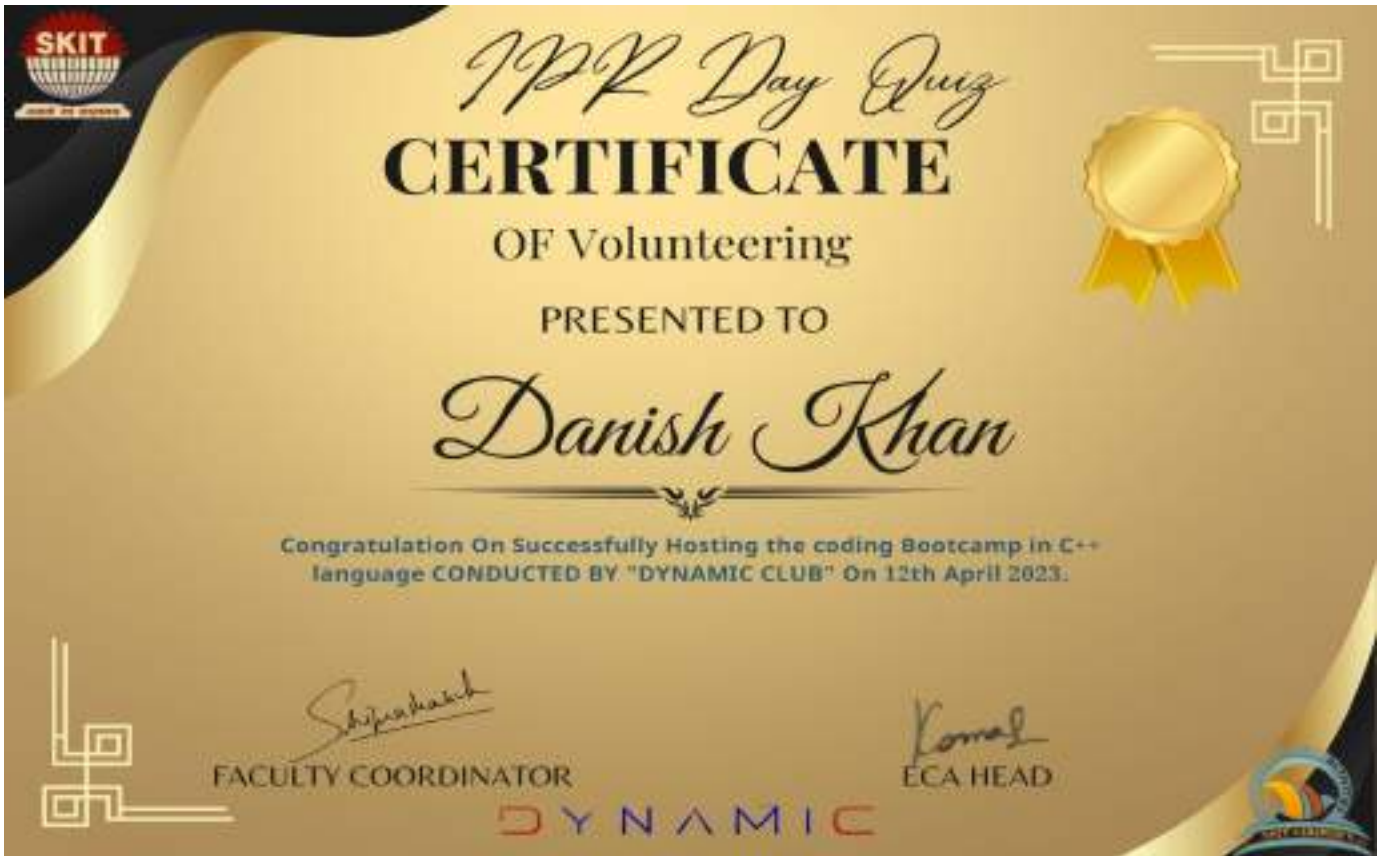 SKIT
IPR Day Quiz
CERTIFICATE
OF Volunteering
PRESENTED TO
Danish Khan
Congratulation On Successfully Hosting the coding Bootcamp in C++
language CONDUCTED BY "DYNAMIC CLUB" On 12th April 2023.
Komal
FACULTY COORDINATOR
ECA HEAD
DYNAMIC